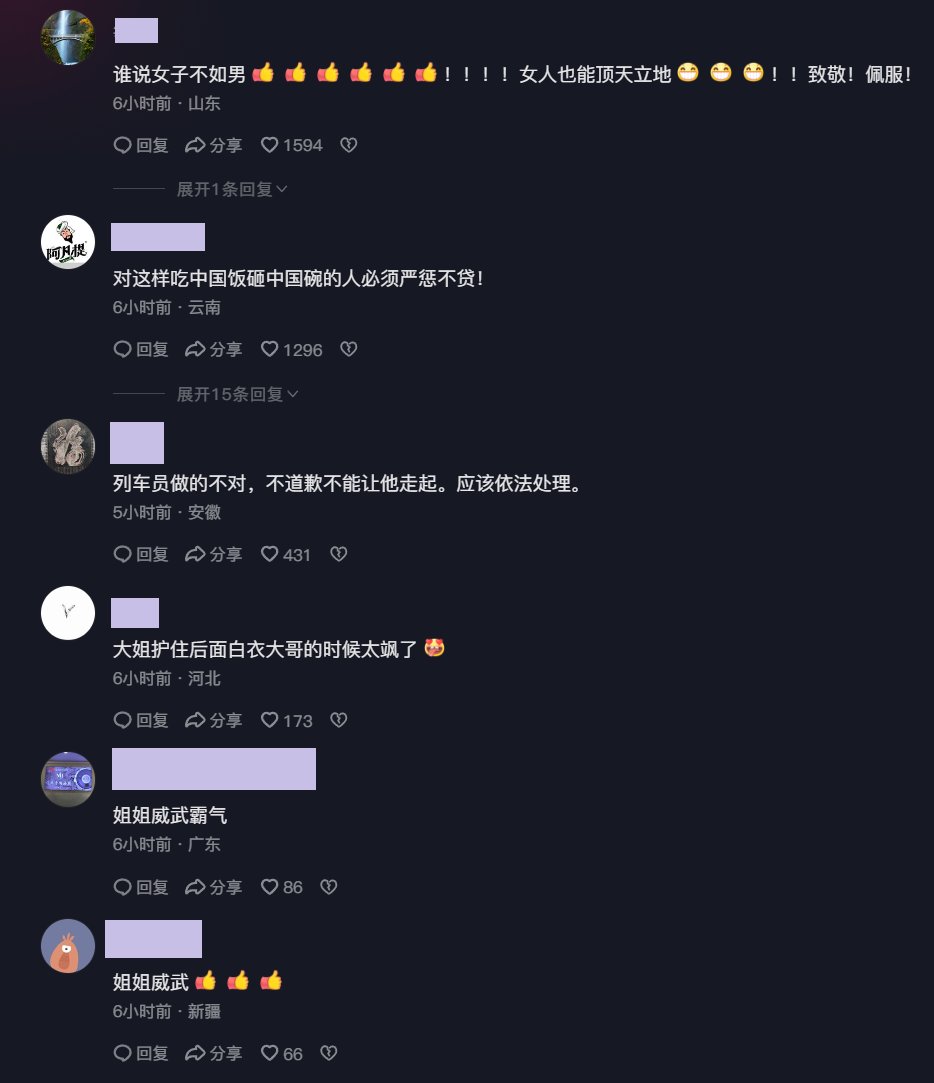 谁说女子不如男👍👍👍👍👍👍！！！！女人也能顶天立地😁😁😁！！致敬！佩服！
6小时前 · 山东
回复 分享 1594
展开1条回复
阿凡提
对这样吃中国饭砸中国碗的人必须严惩不贷！
6小时前 · 云南
回复 分享 1296
展开15条回复
列车员做的不对，不道歉不能让他走起。应该依法处理。
5小时前 · 安徽
回复 分享 431
大姐护住后面白衣大哥的时候太飒了🤩
6小时前 · 河北
回复 分享 173
姐姐威武霸气
6小时前 · 广东
回复 分享 86
姐姐威武👍👍👍
6小时前 · 新疆
回复 分享 66